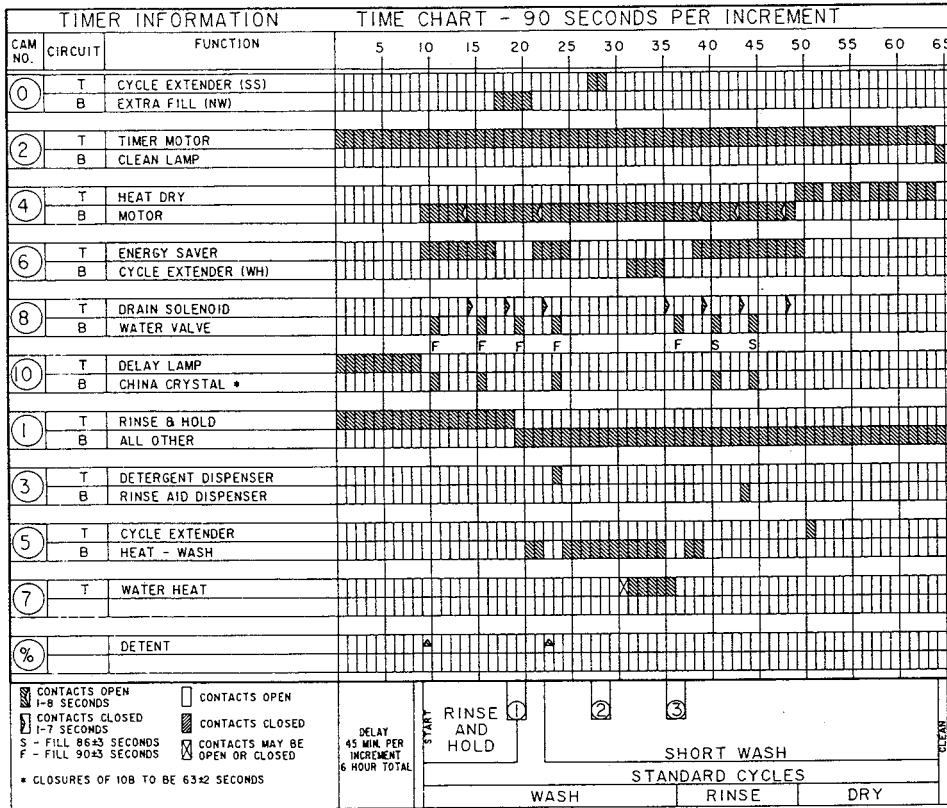 TIMER INFORMATION TIME CHART - 90 SECONDS PER INCREMENT
CAM NO. CIRCUIT FUNCTION 5 10 15 20 25 30 35 40 45 50 55 60 65
0 T CYCLE EXTENDER (SS)
B EXTRA FILL (NW)
2 T TIMER MOTOR
B CLEAN LAMP
4 T HEAT DRY
B MOTOR
6 T ENERGY SAVER
B CYCLE EXTENDER (WH)
8 T DRAIN SOLENOID
B WATER VALVE
F F F F F S S
10 T DELAY LAMP
B CHINA CRYSTAL *
1 T RINSE & HOLD
B ALL OTHER
3 T DETERGENT DISPENSER
B RINSE AID DISPENSER
5 T CYCLE EXTENDER
B HEAT - WASH
7 T WATER HEAT
% DETENT
CONTACTS OPEN
1-8 SECONDS
CONTACTS CLOSED
1-7 SECONDS
S - FILL 86±3 SECONDS
F - FILL 90±3 SECONDS
* CLOSURES OF 10B TO BE 63±2 SECONDS
CONTACTS OPEN
CONTACTS CLOSED
CONTACTS MAY BE
OPEN OR CLOSED
DELAY
45 MIN. PER
INCREMENT
6 HOUR TOTAL
START
RINSE
AND
HOLD
1 2 3
SHORT WASH
STANDARD CYCLES
WASH RINSE DRY
CLEAN